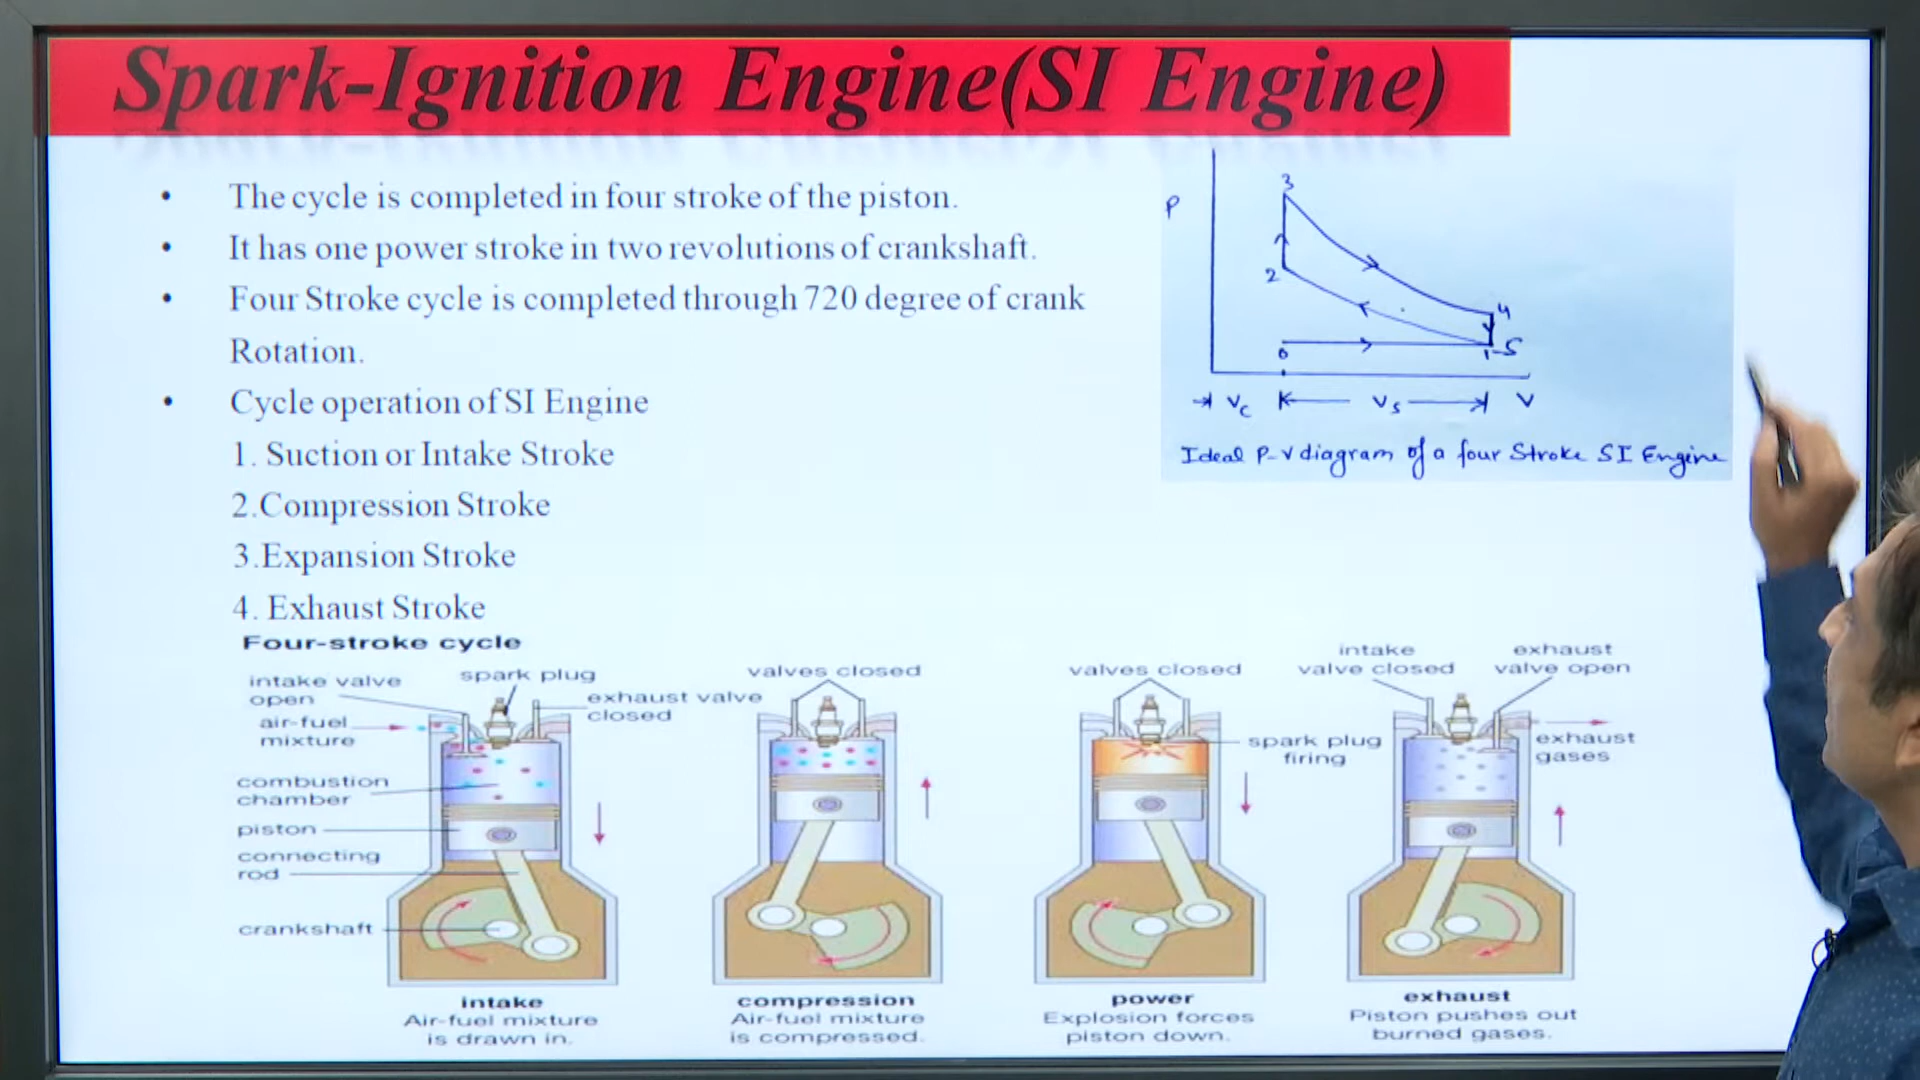 Spark-Ignition Engine(SI Engine)
• The cycle is completed in four stroke of the piston.
• It has one power stroke in two revolutions of crankshaft.
• Four Stroke cycle is completed through 720 degree of crank
Rotation.
• Cycle operation of SI Engine
1. Suction or Intake Stroke
2.Compression Stroke
3.Expansion Stroke
4. Exhaust Stroke
P
3
2
4
0
1-5
Vc
Vs
V
Ideal P-V diagram of a four Stroke SI Engine
Four-stroke cycle
intake valve
open
spark plug
exhaust valve
closed
air-fuel
mixture
combustion
chamber
piston
connecting
rod
crankshaft
intake
Air-fuel mixture
is drawn in.
valves closed
compression
Air-fuel mixture
is compressed.
valves closed
spark plug
firing
power
Explosion forces
piston down.
intake
valve closed
exhaust
valve open
exhaust
gases
exhaust
Piston pushes out
burned gases.